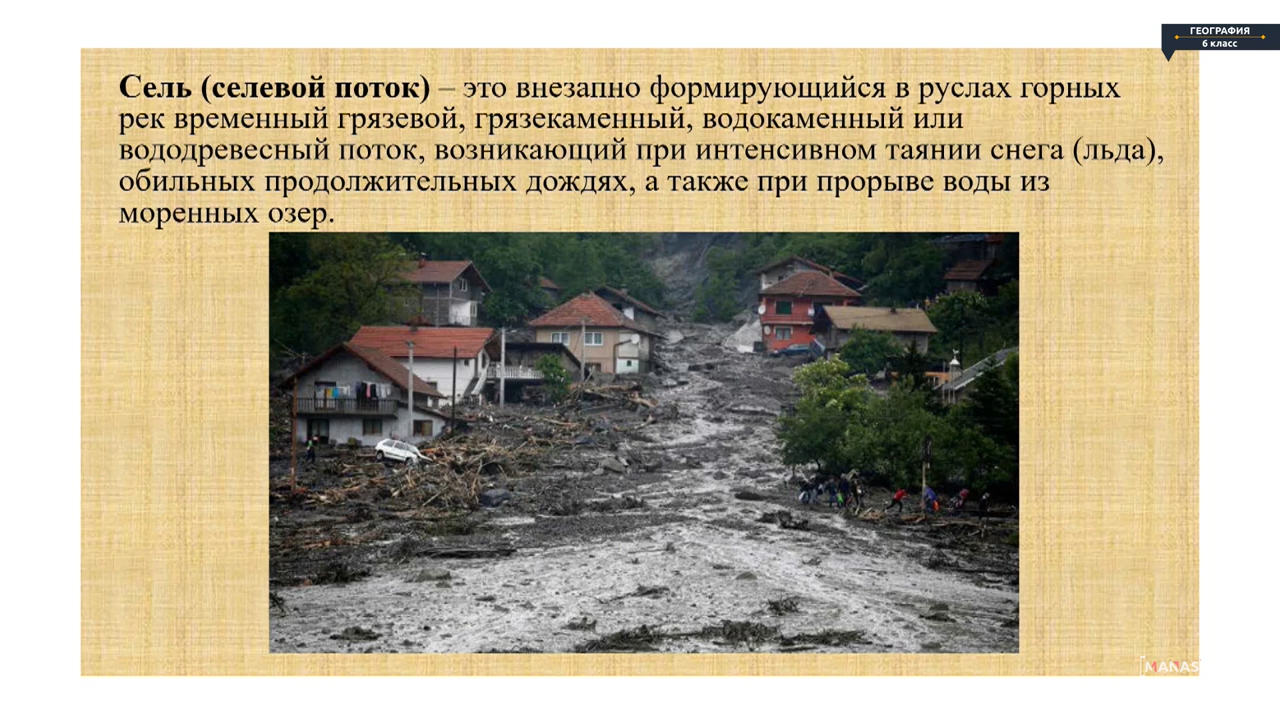 ГЕОГРАФИЯ
6 класс
Сель (селевой поток) – это внезапно формирующийся в руслах горных
рек временный грязевой, грязекаменный, водокаменный или
вододревесный поток, возникающий при интенсивном таянии снега (льда),
обильных продолжительных дождях, а также при прорыве воды из
моренных озер.
MANAS